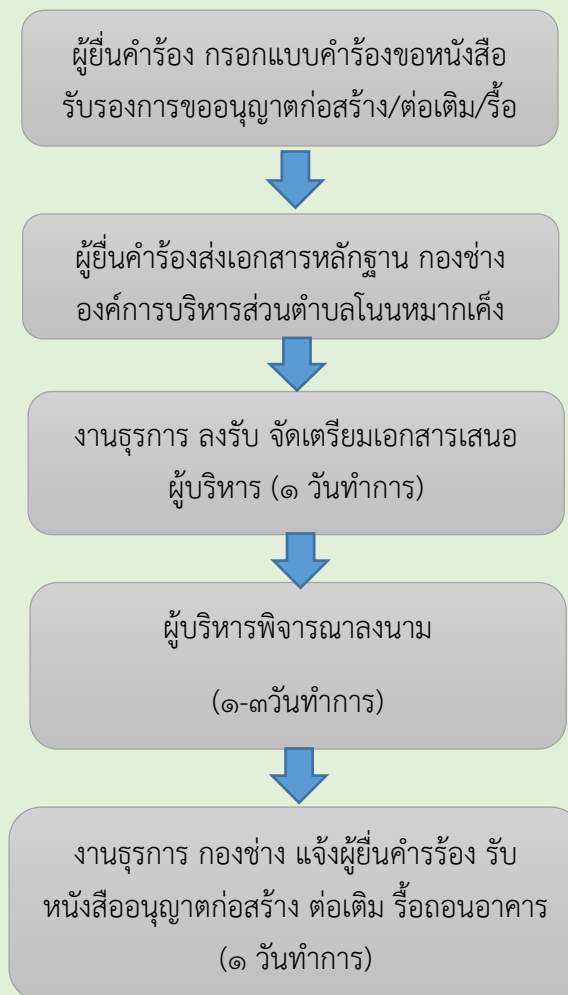 ผู้ยื่นคำร้อง กรอกแบบคำร้องขอหนังสือ
รับรองการขออนุญาตก่อสร้าง/ต่อเติม/รื้อ
ผู้ยื่นคำร้องส่งเอกสารหลักฐาน กองช่าง
องค์การบริหารส่วนตำบลโนนหมากเค็ง
งานธุรการ ลงรับ จัดเตรียมเอกสารเสนอ
ผู้บริหาร (๑ วันทำการ)
ผู้บริหารพิจารณาลงนาม
(๑-๓วันทำการ)
งานธุรการ กองช่าง แจ้งผู้ยื่นคำรร้อง รับ
หนังสืออนุญาตก่อสร้าง ต่อเติม รื้อถอนอาคาร
(๑ วันทำการ)